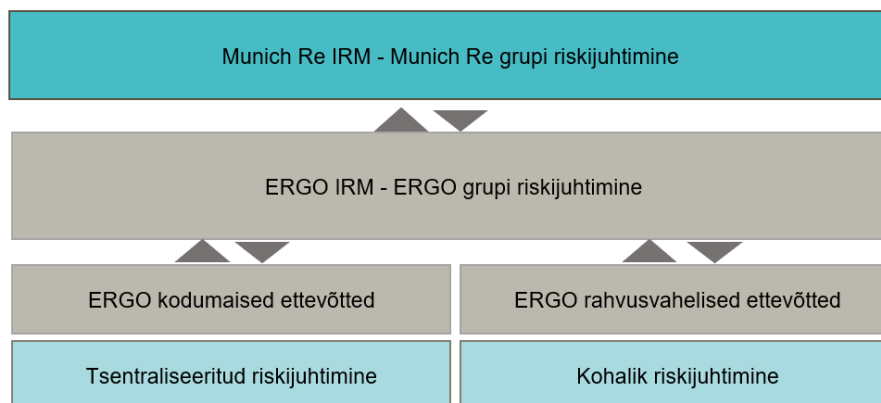 Munich Re IRM - Munich Re grupi riskijuhtimine
ERGO IRM - ERGO grupi riskijuhtimine
ERGO kodumaised ettevõtted
ERGO rahvusvahelised ettevõtted
Tsentraliseeritud riskijuhtimine
Kohalik riskijuhtimine